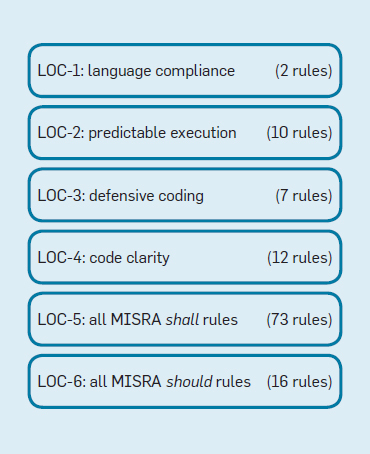 LOC-1: language compliance (2 rules)
LOC-2: predictable execution (10 rules)
LOC-3: defensive coding (7 rules)
LOC-4: code clarity (12 rules)
LOC-5: all MISRA shall rules (73 rules)
LOC-6: all MISRA should rules (16 rules)